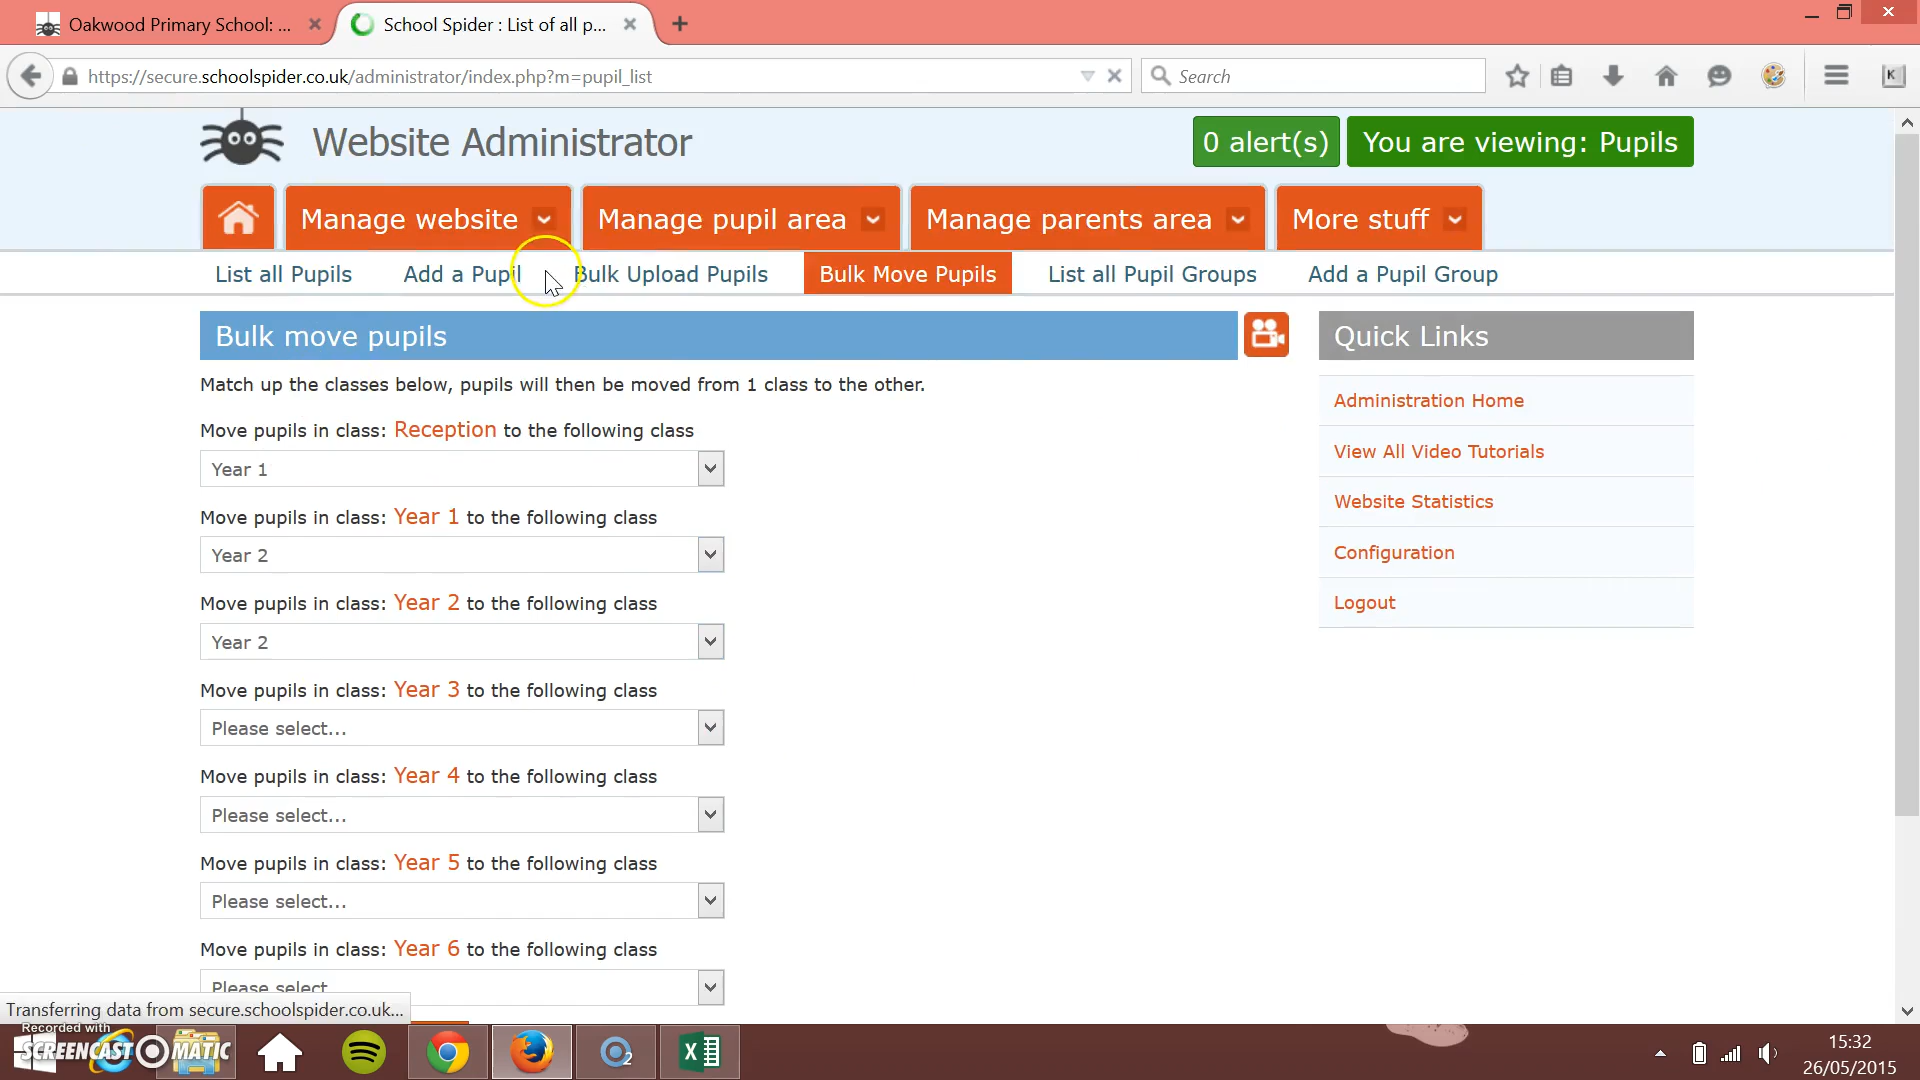 Oakwood Primary School: ...
School Spider : List of all p...
https://secure.schoolspider.co.uk/administrator/index.php?m=pupil_list
Search
K
Website Administrator
0 alert(s)
You are viewing: Pupils
Manage website
Manage pupil area
Manage parents area
More stuff
List all Pupils
Add a Pupil
Bulk Upload Pupils
Bulk Move Pupils
List all Pupil Groups
Add a Pupil Group
Bulk move pupils
Quick Links
Match up the classes below, pupils will then be moved from 1 class to the other.
Administration Home
Move pupils in class: Reception to the following class
View All Video Tutorials
Year 1
Website Statistics
Move pupils in class: Year 1 to the following class
Year 2
Configuration
Move pupils in class: Year 2 to the following class
Logout
Year 2
Move pupils in class: Year 3 to the following class
Please select...
Move pupils in class: Year 4 to the following class
Please select...
Move pupils in class: Year 5 to the following class
Please select...
Move pupils in class: Year 6 to the following class
Please select
Transferring data from secure.schoolspider.co.uk...
Recorded with
SCREENCAST MATIC
2
15:32
26/05/2015